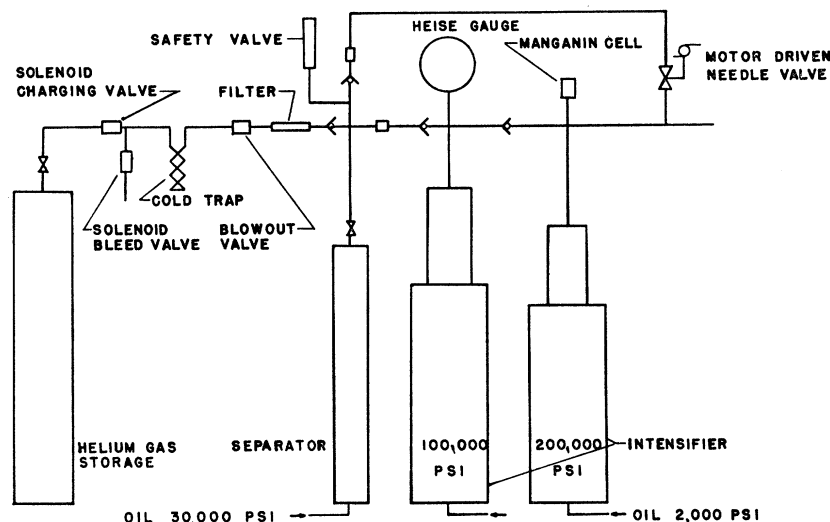 HEISE GAUGE
SAFETY VALVE
MANGANIN CELL
MOTOR DRIVEN
NEEDLE VALVE
SOLENOID
CHARGING VALVE
FILTER
COLD TRAP
SOLENOID
BLEED VALVE
BLOWOUT
VALVE
HELIUM GAS
STORAGE
SEPARATOR
100,000
PSI
200,000
PSI
INTENSIFIER
OIL 30,000 PSI
OIL 2,000 PSI